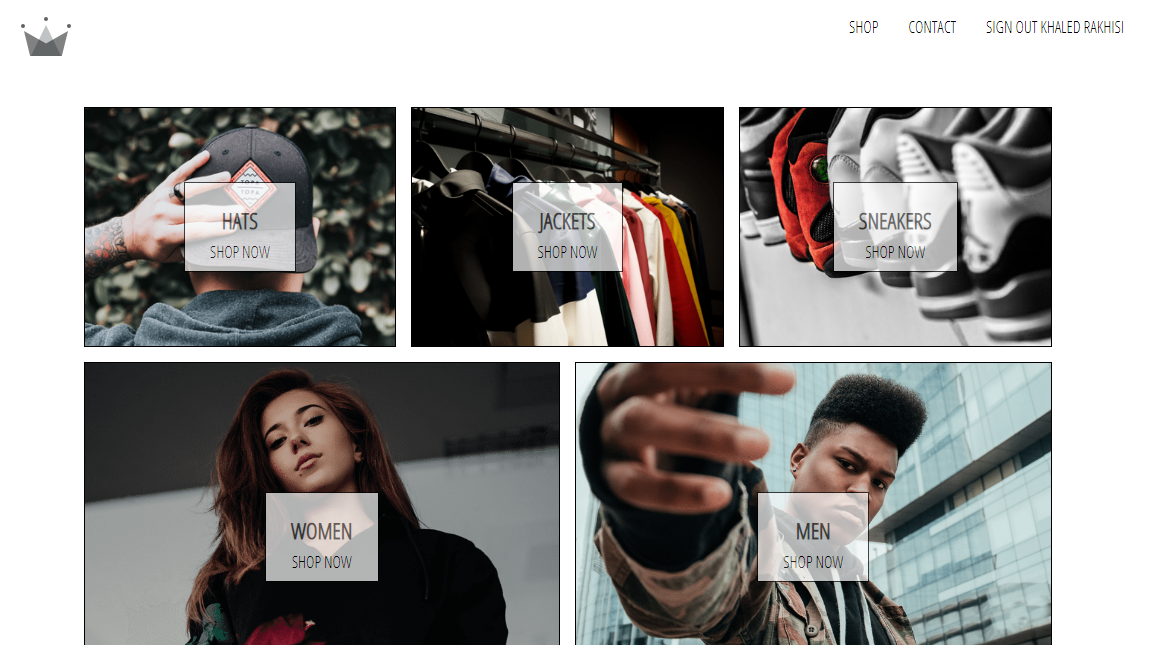 SHOP
CONTACT
SIGN OUT KHALED RAKHISI
HATS
SHOP NOW
JACKETS
SHOP NOW
SNEAKERS
SHOP NOW
WOMEN
SHOP NOW
MEN
SHOP NOW